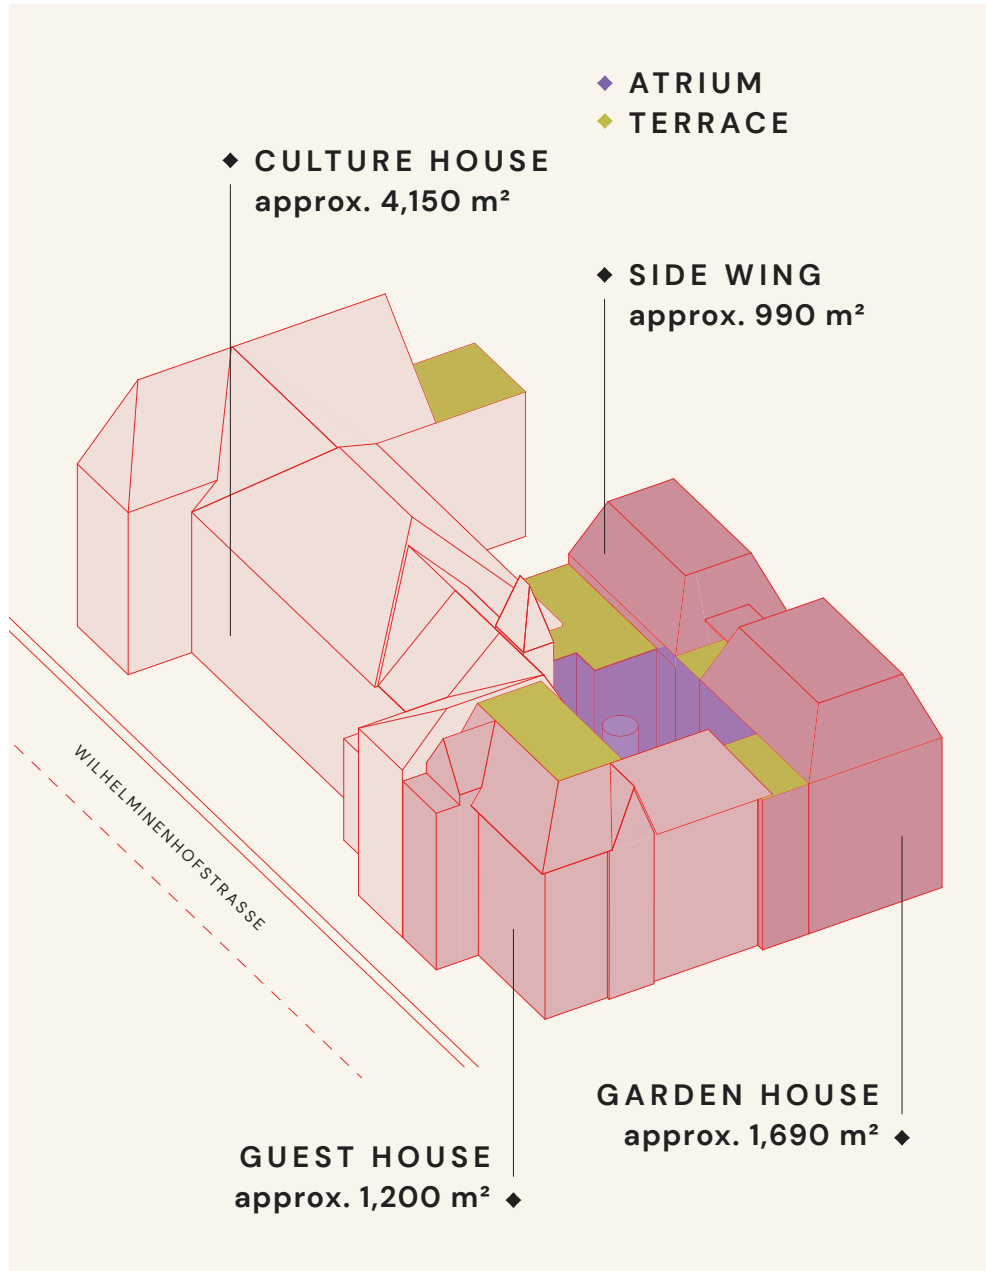 ATRIUM
TERRACE
CULTURE HOUSE
approx. 4,150 m²
SIDE WING
approx. 990 m²
WILHELMINENHOFSTRASSE
GARDEN HOUSE
approx. 1,690 m²
GUEST HOUSE
approx. 1,200 m²